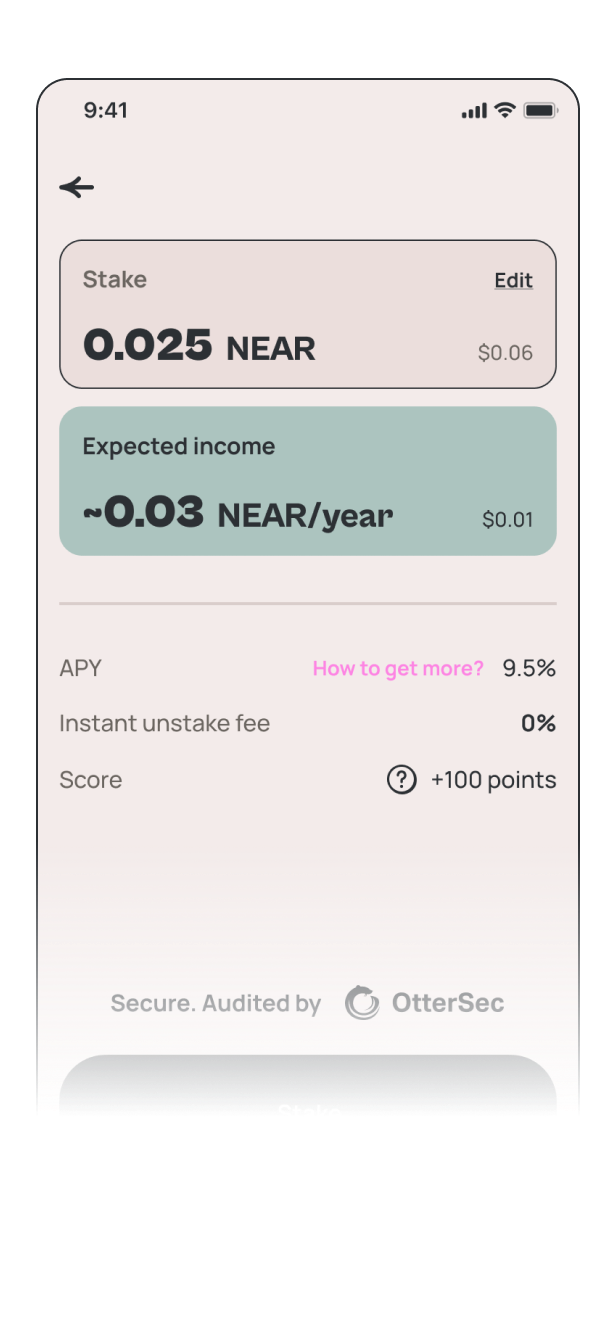 9:41
Stake
Edit
0.025 NEAR
$0.06
Expected income
~0.03 NEAR/year
$0.01
APY
How to get more?
9.5%
Instant unstake fee
0%
Score
+100 points
Secure. Audited by
OtterSec